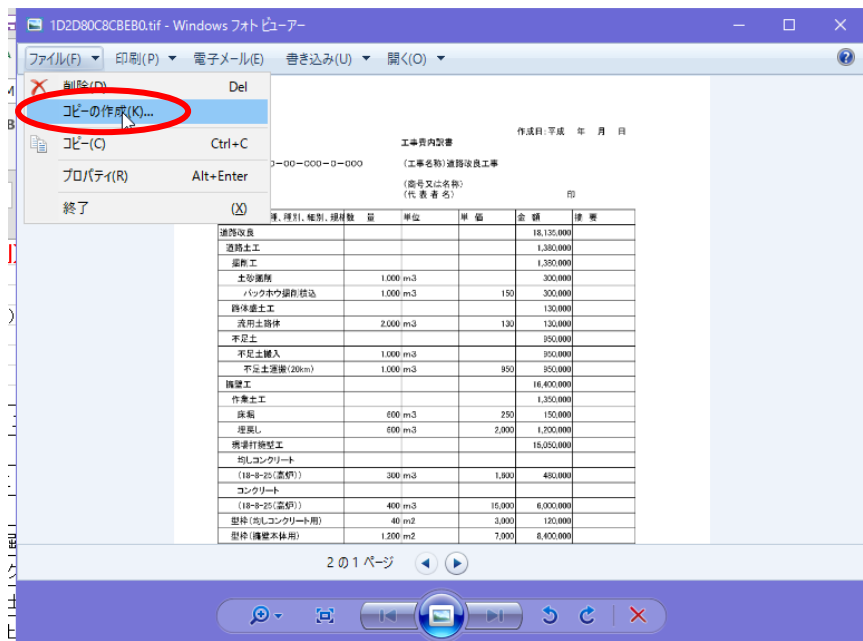 1D2D80C8CBEB0.tif - Windows フォト ビューアー
ファイル(F) 印刷(P) 電子メール(E) 書き込み(U) 開く(O)
削除(D) Del
コピーの作成(K)...
コピー(C) Ctrl+C
プロパティ(R) Alt+Enter
終了 (X)
作成日:平成 年 月 日
工事費内訳書
0-00-000-0-000 (工事名称)道路改良工事
(商号又は名称)
(代 表 者 名) 印
種、種別、細別、規格 数 量 単位 単 価 金 額 摘 要
道路改良 18,135,000
道路土工 1,380,000
掘削工 1,380,000
土砂掘削 1,000 m3 300,000
バックホウ掘削積込 1,000 m3 150 300,000
路体盛土工 130,000
流用土路体 2,000 m3 130 130,000
不足土 950,000
不足土搬入 1,000 m3 950,000
不足土運搬(20km) 1,000 m3 950 950,000
擁壁工 16,400,000
作業土工 1,350,000
床堀 600 m3 250 150,000
埋戻し 600 m3 2,000 1,200,000
現場打擁壁工 15,050,000
均しコンクリート
(18-8-25(高炉)) 300 m3 1,600 480,000
コンクリート
(18-8-25(高炉)) 400 m3 15,000 6,000,000
型枠(均しコンクリート用) 40 m2 3,000 120,000
型枠(擁壁本体用) 1,200 m2 7,000 8,400,000
2 の 1 ページ